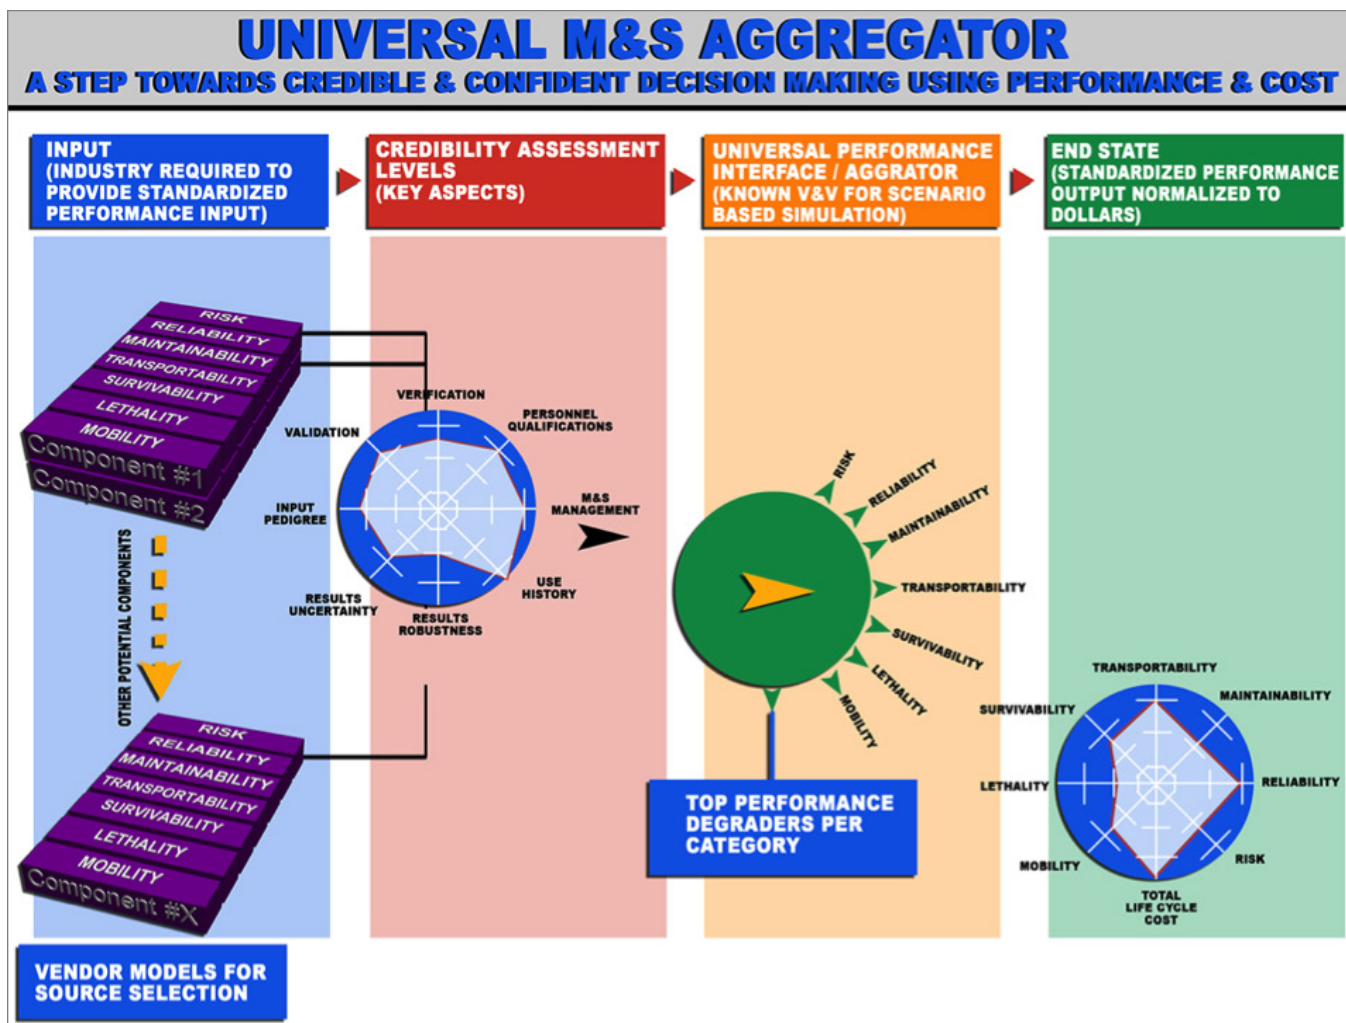 UNIVERSAL M&S AGGREGATOR
A STEP TOWARDS CREDIBLE & CONFIDENT DECISION MAKING USING PERFORMANCE & COST
INPUT
(INDUSTRY REQUIRED TO
PROVIDE STANDARDIZED
PERFORMANCE INPUT)
CREDIBILITY ASSESSMENT
LEVELS
(KEY ASPECTS)
UNIVERSAL PERFORMANCE
INTERFACE / AGGRATOR
(KNOWN V&V FOR SCENARIO
BASED SIMULATION)
END STATE
(STANDARDIZED PERFORMANCE
OUTPUT NORMALIZED TO
DOLLARS)
RISK
RELIABILITY
MAINTAINABILITY
TRANSPORTABILITY
SURVIVABILITY
LETHALITY
MOBILITY
Component #1
Component #2
OTHER POTENTIAL COMPONENTS
RISK
RELIABILITY
MAINTAINABILITY
TRANSPORTABILITY
SURVIVABILITY
LETHALITY
MOBILITY
Component #X
VENDOR MODELS FOR
SOURCE SELECTION
VERIFICATION
PERSONNEL
QUALIFICATIONS
M&S
MANAGEMENT
USE
HISTORY
RESULTS
ROBUSTNESS
RESULTS
UNCERTAINTY
INPUT
PEDIGREE
VALIDATION
RISK
RELIABILITY
MAINTAINABILITY
TRANSPORTABILITY
SURVIVABILITY
LETHALITY
MOBILITY
TOP PERFORMANCE
DEGRADERS PER
CATEGORY
TRANSPORTABILITY
MAINTAINABILITY
RELIABILITY
RISK
TOTAL
LIFE CYCLE
COST
MOBILITY
LETHALITY
SURVIVABILITY